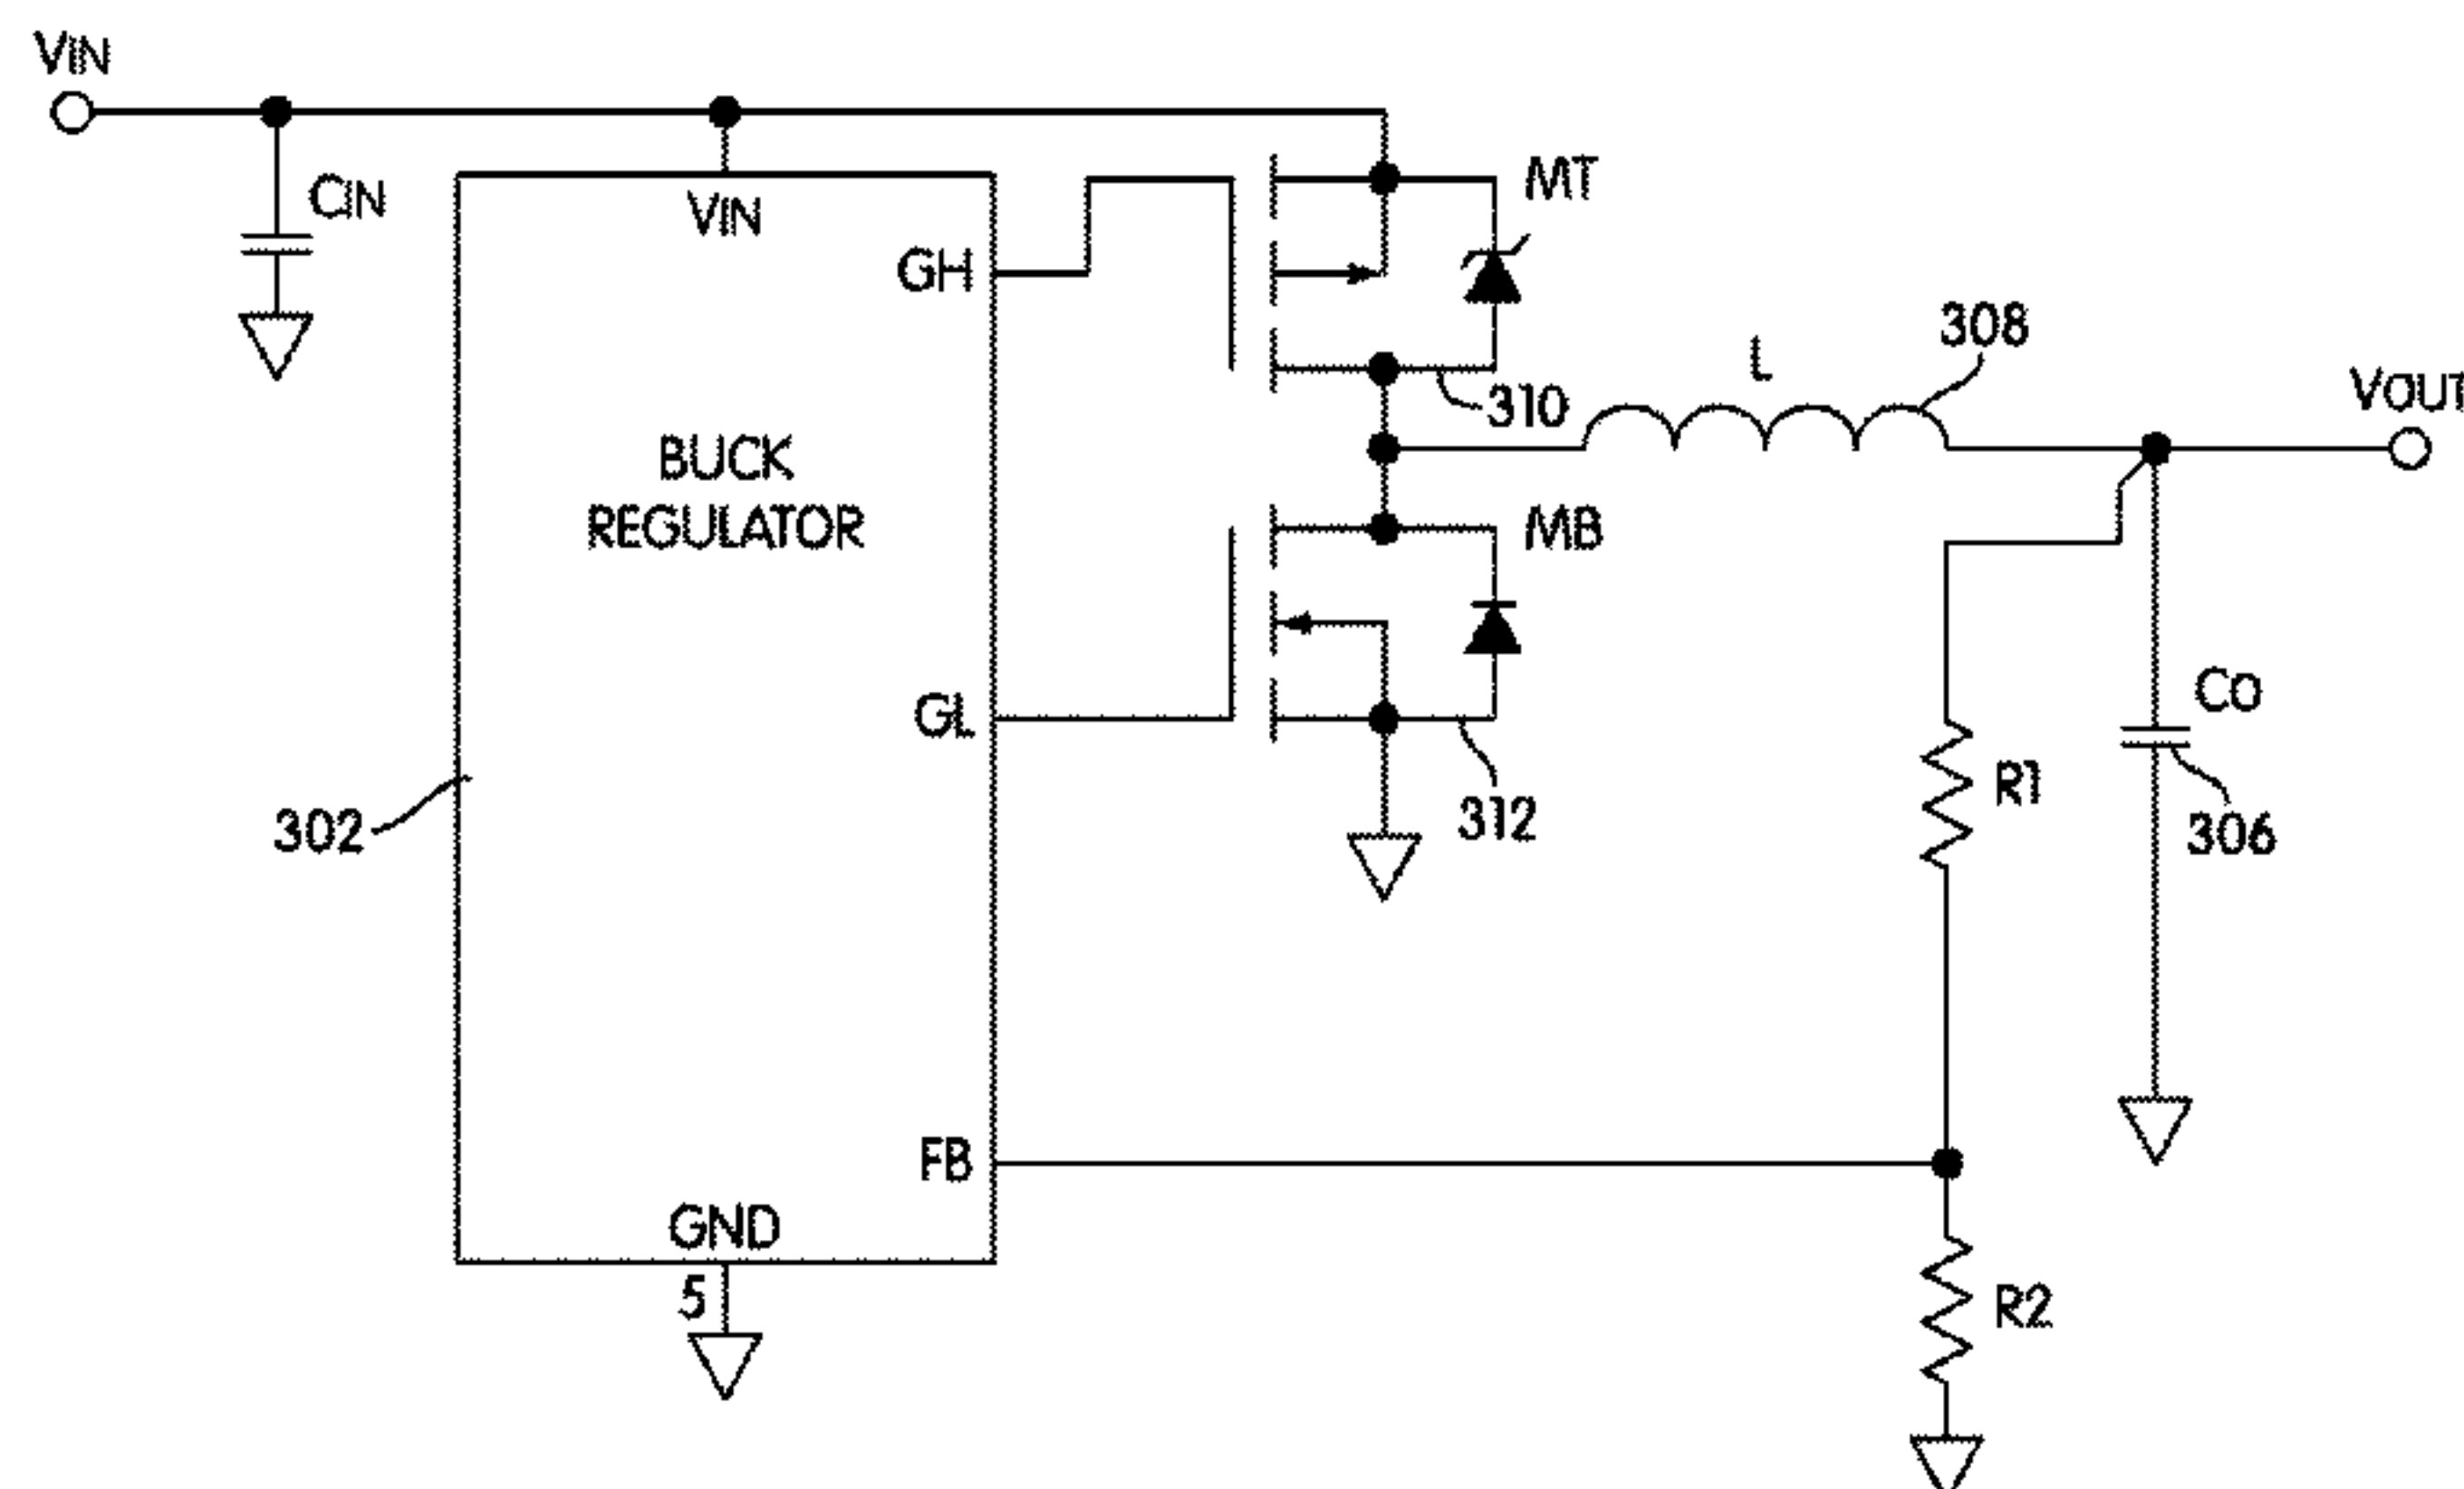 VIN
CIN
VIN
GH
MT
310
L
308
VOUT
BUCK
REGULATOR
MB
GL
312
302
R1
CO
306
FB
GND
5
R2